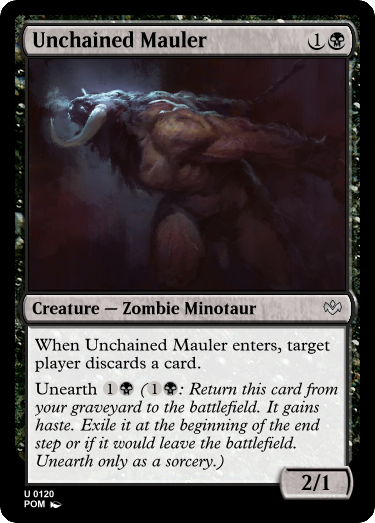 Unchained Mauler 1
Creature — Zombie Minotaur
When Unchained Mauler enters, target
player discards a card.
Unearth 1 (1: Return this card from
your graveyard to the battlefield. It gains
haste. Exile it at the beginning of the end
step or if it would leave the battlefield.
Unearth only as a sorcery.)
2/1
U 0120
POM